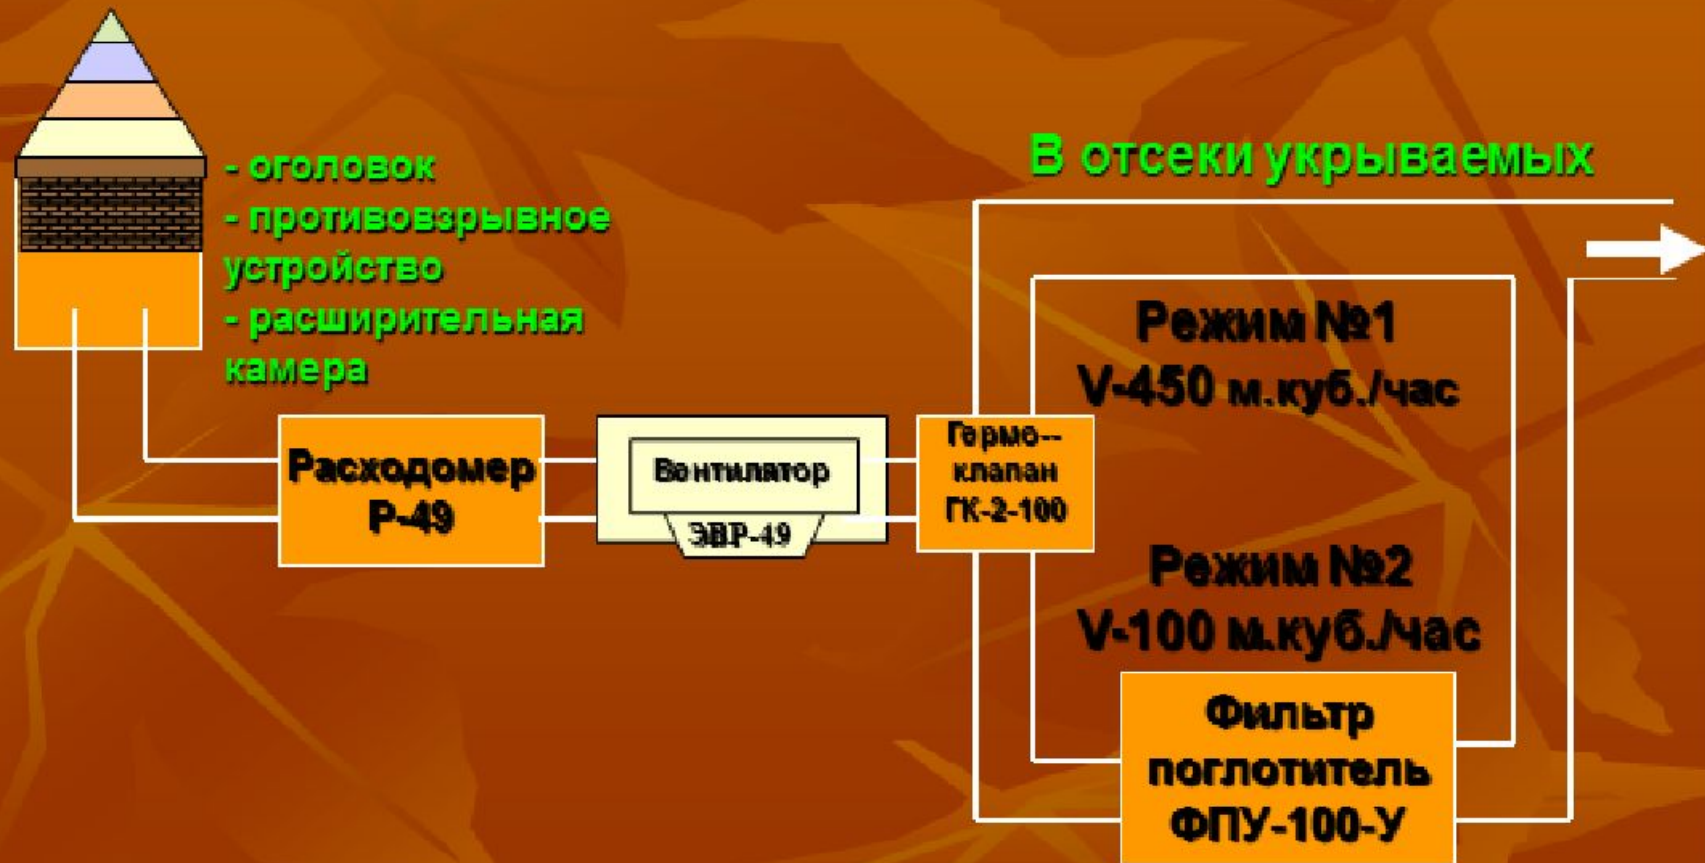 - оголовок
- противовзрывное
устройство
- расширительная
камера
В отсеки укрываемых
Режим №1
V-450 м.куб./час
Расходомер
Р-49
Вентилятор
ЭВР-49
Гермо--
клапан
ГК-2-100
Режим №2
V-100 м.куб./час
Фильтр
поглотитель
ФПУ-100-У